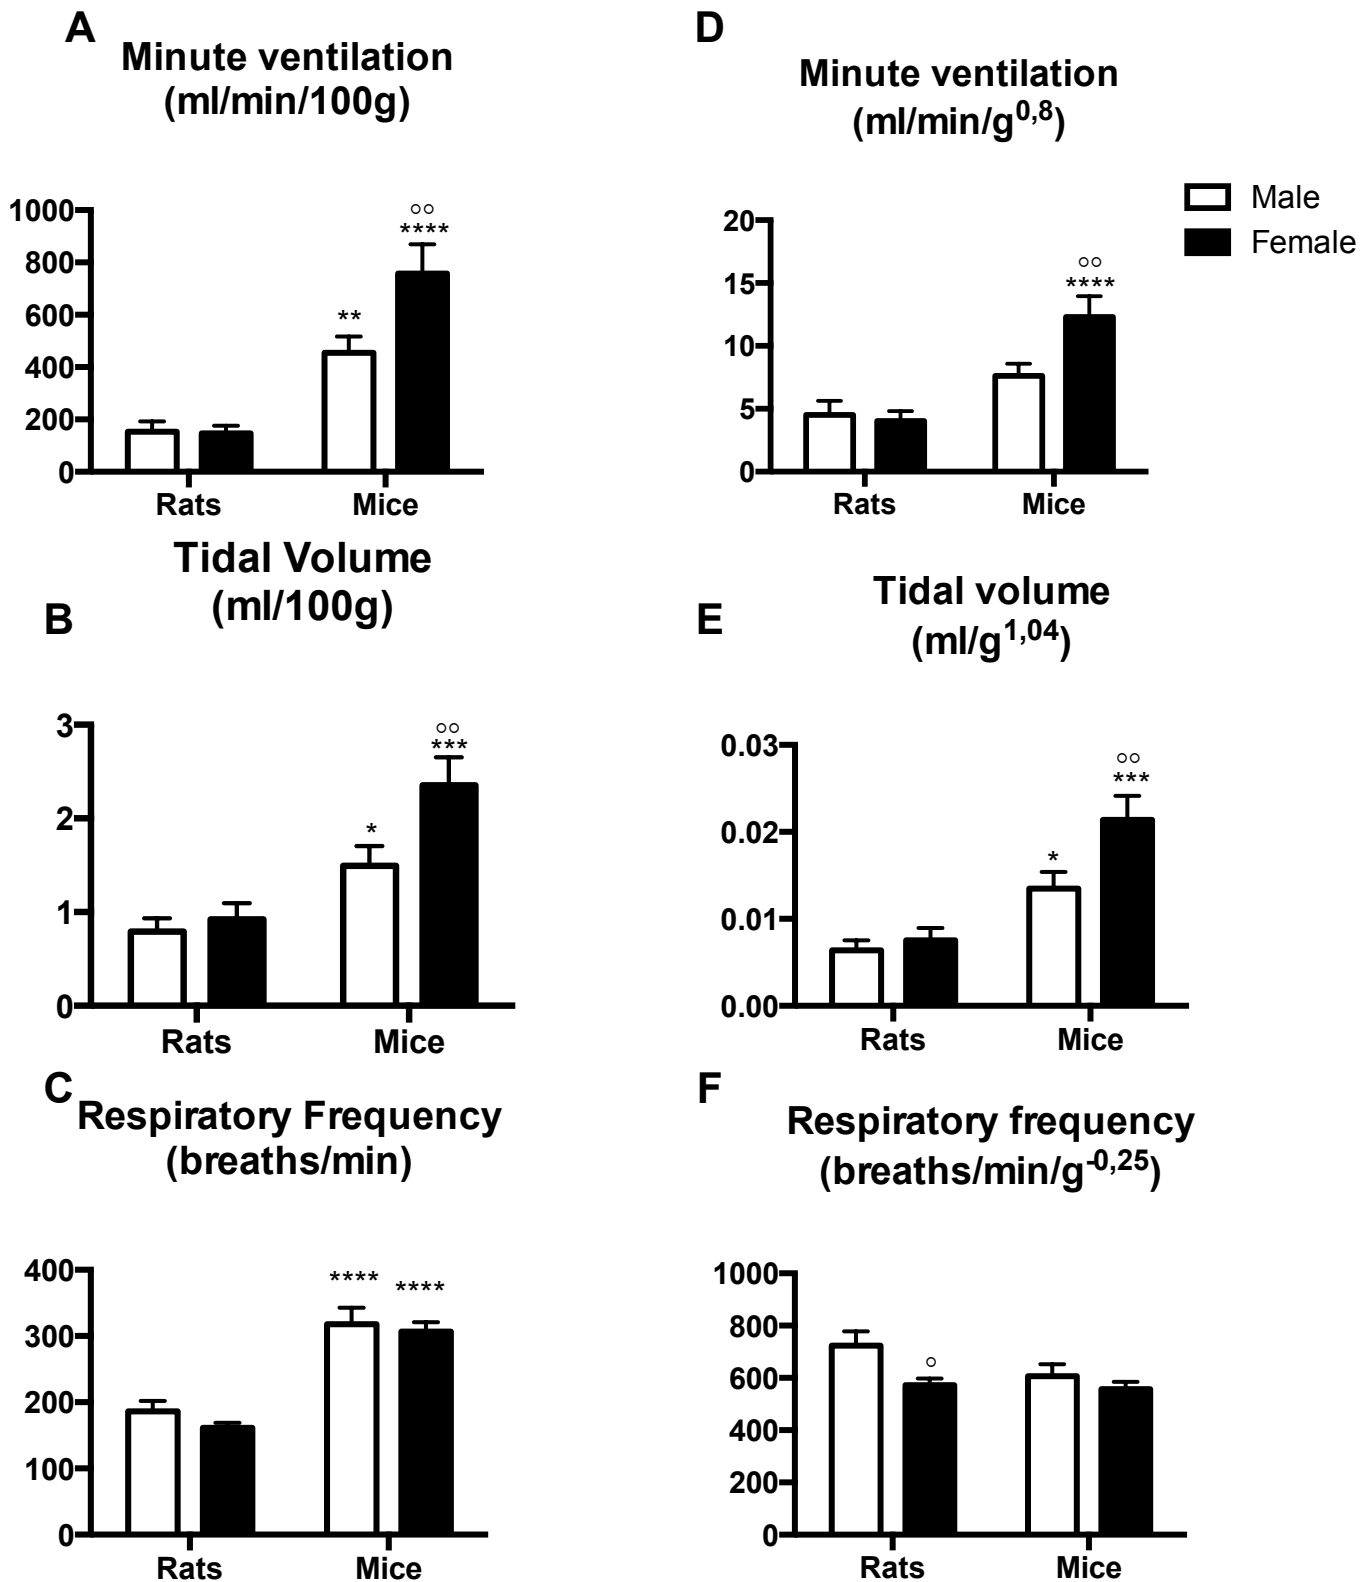 A
Minute ventilation
(ml/min/100g)
1000
800
600
400
200
0
**
°°
****
Rats
Mice
D
Minute ventilation
(ml/min/g0,8)
20
15
10
5
0
°°
****
Rats
Mice
Male
Female
B
Tidal Volume
(ml/100g)
3
2
1
0
*
°°
***
Rats
Mice
E
Tidal volume
(ml/g1,04)
0.03
0.02
0.01
0.00
*
°°
***
Rats
Mice
C
Respiratory Frequency
(breaths/min)
400
300
200
100
0
****
****
Rats
Mice
F
Respiratory frequency
(breaths/min/g-0,25)
1000
800
600
400
200
0
°
Rats
Mice